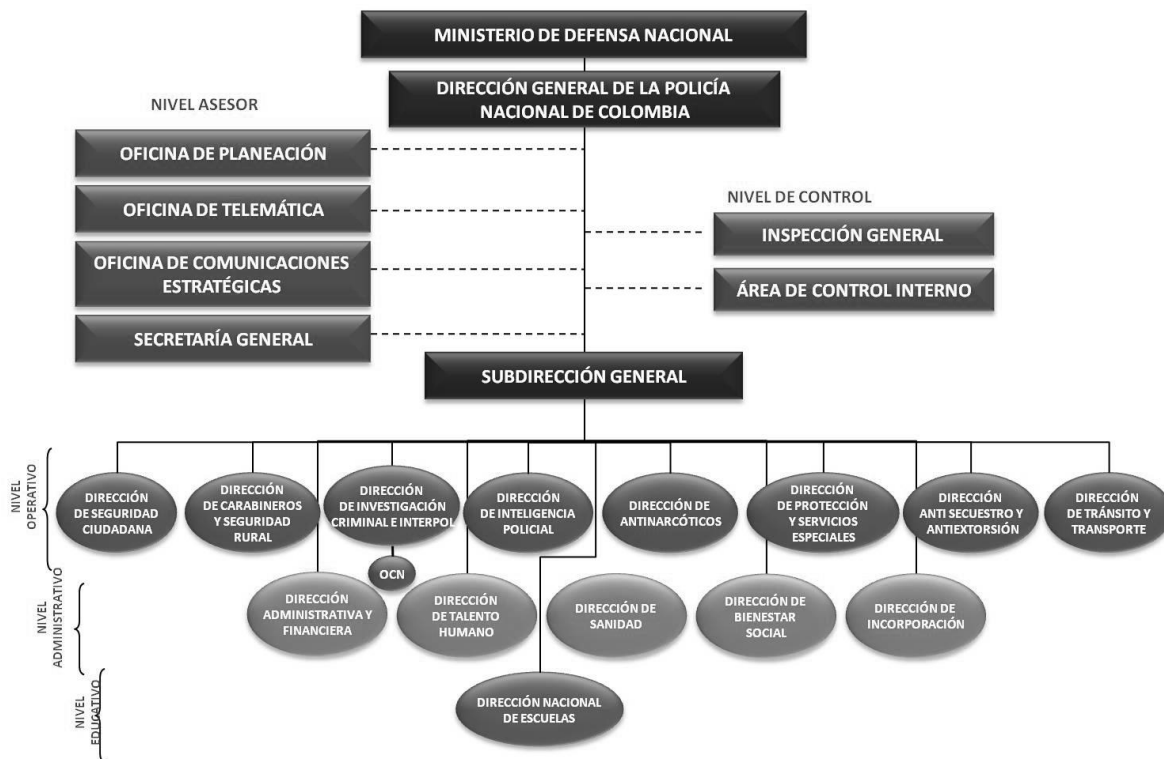 MINISTERIO DE DEFENSA NACIONAL
DIRECCIÓN GENERAL DE LA POLICÍA
NACIONAL DE COLOMBIA
NIVEL ASESOR
OFICINA DE PLANEACIÓN
OFICINA DE TELEMÁTICA
OFICINA DE COMUNICACIONES
ESTRATÉGICAS
SECRETARÍA GENERAL
NIVEL DE CONTROL
INSPECCIÓN GENERAL
ÁREA DE CONTROL INTERNO
SUBDIRECCIÓN GENERAL
NIVEL
OPERATIVO
DIRECCIÓN
DE SEGURIDAD
CIUDADANA
DIRECCIÓN
DE CARABINEROS
Y SEGURIDAD
RURAL
DIRECCIÓN
DE INVESTIGACIÓN
CRIMINAL E INTERPOL
OCN
DIRECCIÓN
DE INTELIGENCIA
POLICIAL
DIRECCIÓN DE
ANTINARCÓTICOS
DIRECCIÓN
DE PROTECCIÓN
Y SERVICIOS
ESPECIALES
DIRECCIÓN
ANTI SECUESTRO Y
ANTIEXTORSIÓN
DIRECCIÓN
DE TRÁNSITO Y
TRANSPORTE
NIVEL
ADMINISTRATIVO
DIRECCIÓN
ADMINISTRATIVA Y
FINANCIERA
DIRECCIÓN
DE TALENTO
HUMANO
DIRECCIÓN DE
SANIDAD
DIRECCIÓN DE
BIENESTAR
SOCIAL
DIRECCIÓN DE
INCORPORACIÓN
NIVEL
EDUCATIVO
DIRECCIÓN NACIONAL
DE ESCUELAS